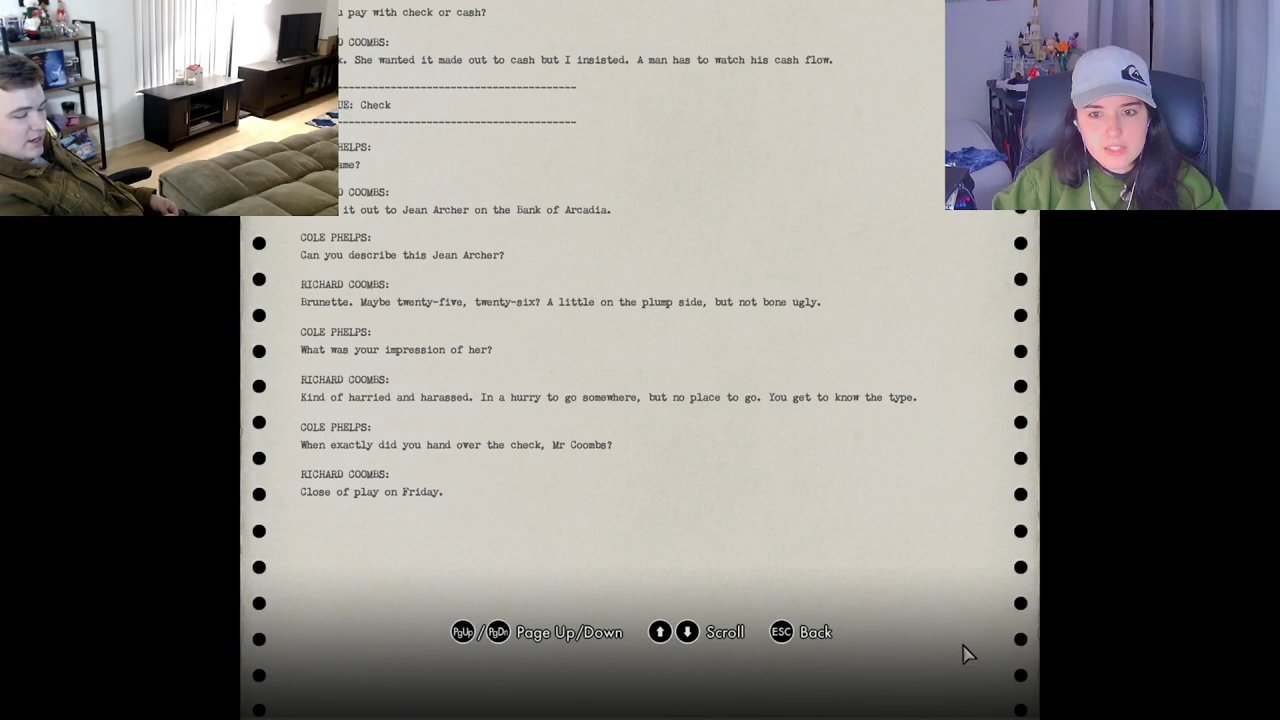 u pay with check or cash?
D COOMBS:
k. She wanted it made out to cash but I insisted. A man has to watch his cash flow.
UE: Check
HELPS:
ame?
D COOMBS:
it out to Jean Archer on the Bank of Arcadia.
COLE PHELPS:
Can you describe this Jean Archer?
RICHARD COOMBS:
Brunette. Maybe twenty-five, twenty-six? A little on the plump side, but not bone ugly.
COLE PHELPS:
What was your impression of her?
RICHARD COOMBS:
Kind of harried and harassed. In a hurry to go somewhere, but no place to go. You get to know the type.
COLE PHELPS:
When exactly did you hand over the check, Mr Coombs?
RICHARD COOMBS:
Close of play on Friday.
PgUp / PgDn Page Up/Down Scroll ESC Back